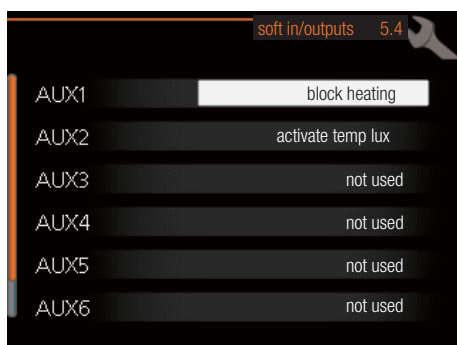 soft in/outputs 5.4
AUX1 block heating
AUX2 activate temp lux
AUX3 not used
AUX4 not used
AUX5 not used
AUX6 not used